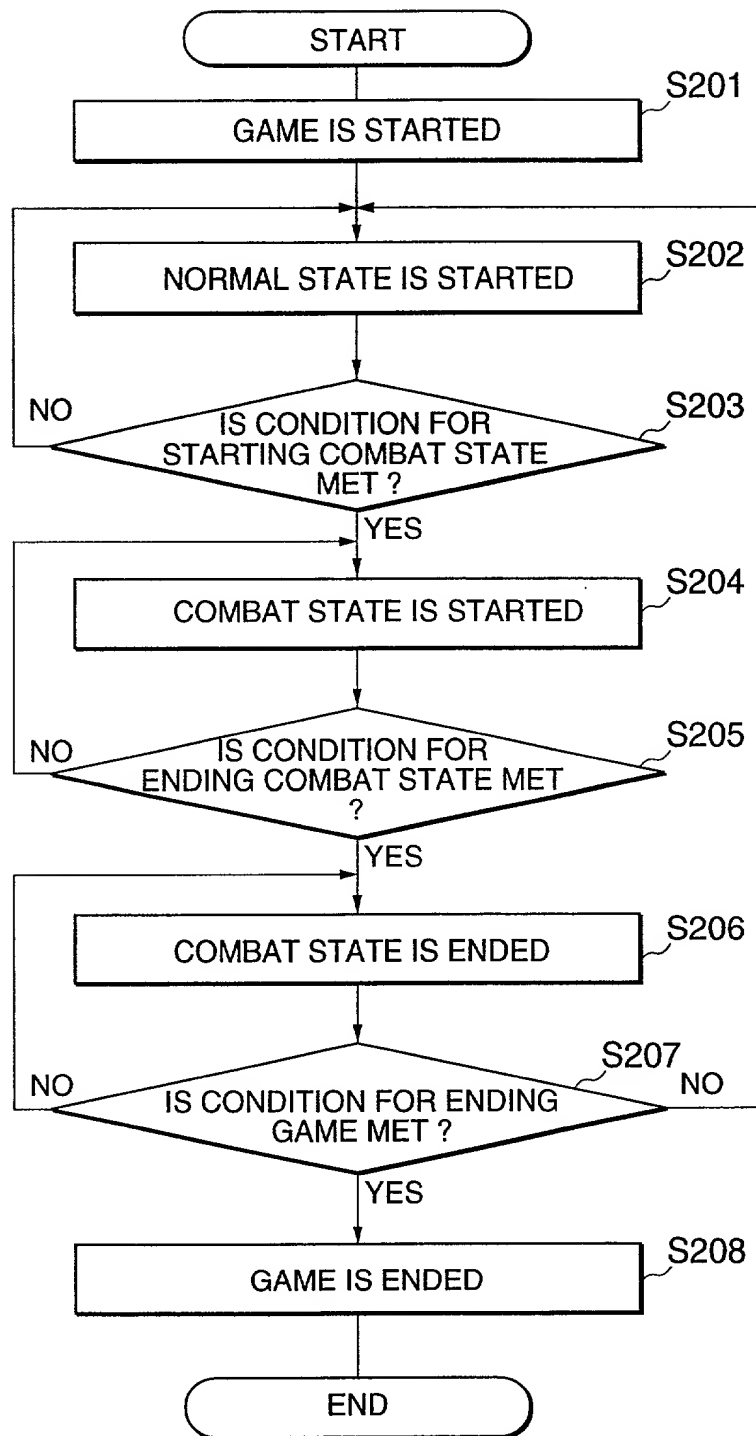 START
S201
GAME IS STARTED
S202
NORMAL STATE IS STARTED
NO
S203
IS CONDITION FOR
STARTING COMBAT STATE
MET ?
YES
S204
COMBAT STATE IS STARTED
NO
S205
IS CONDITION FOR
ENDING COMBAT STATE MET
?
YES
S206
COMBAT STATE IS ENDED
S207
NO
NO
IS CONDITION FOR ENDING
GAME MET ?
YES
S208
GAME IS ENDED
END